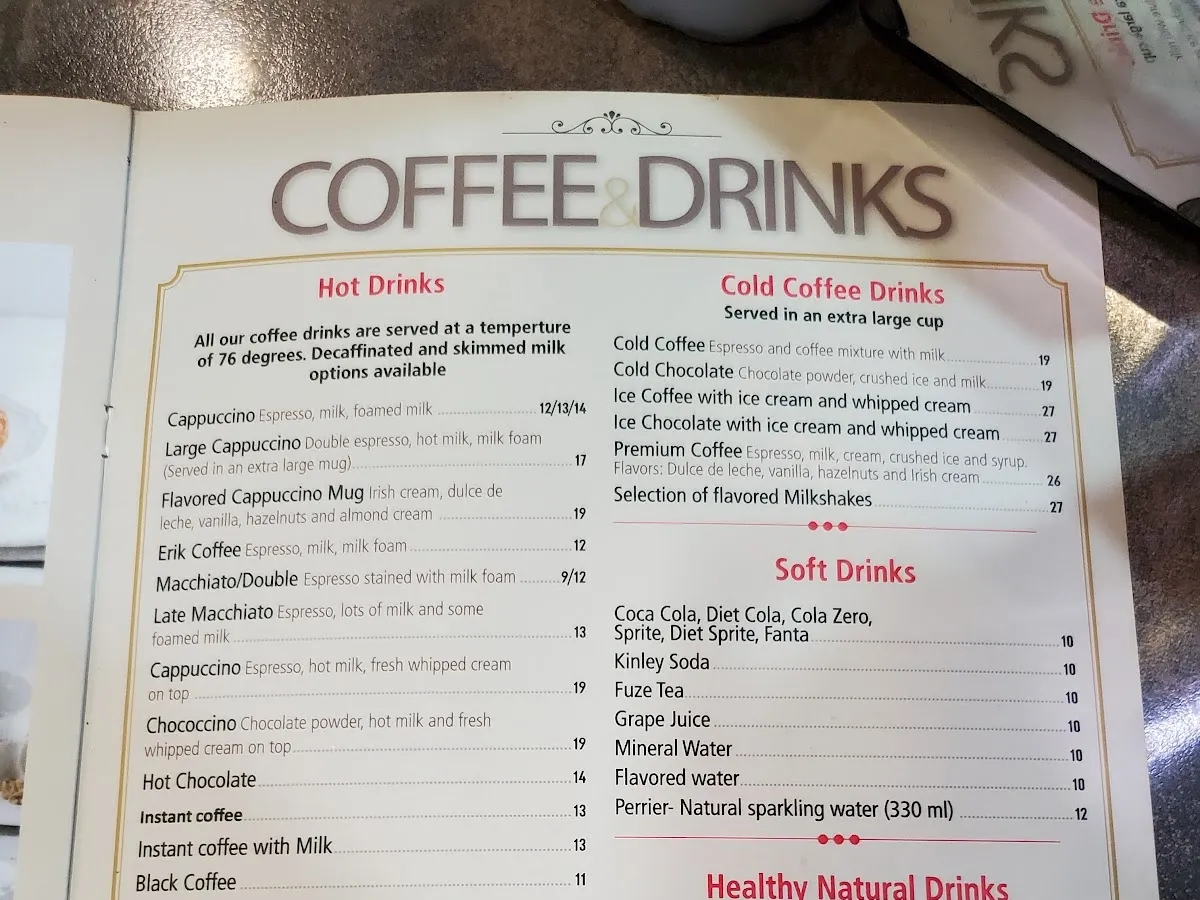 COFFEE & DRINKS
Hot Drinks
All our coffee drinks are served at a temperture
of 76 degrees. Decaffinated and skimmed milk
options available
Cappuccino Espresso, milk, foamed milk 12/13/14
Large Cappuccino Double espresso, hot milk, milk foam
(Served in an extra large mug) 17
Flavored Cappuccino Mug Irish cream, dulce de
leche, vanilla, hazelnuts and almond cream 19
Erik Coffee Espresso, milk, milk foam 12
Macchiato/Double Espresso stained with milk foam 9/12
Late Macchiato Espresso, lots of milk and some
foamed milk 13
Cappuccino Espresso, hot milk, fresh whipped cream
on top 19
Chococcino Chocolate powder, hot milk and fresh
whipped cream on top 19
Hot Chocolate 14
Instant coffee 13
Instant coffee with Milk 13
Black Coffee 11
Cold Coffee Drinks
Served in an extra large cup
Cold Coffee Espresso and coffee mixture with milk 19
Cold Chocolate Chocolate powder, crushed ice and milk 19
Ice Coffee with ice cream and whipped cream 27
Ice Chocolate with ice cream and whipped cream 27
Premium Coffee Espresso, milk, cream, crushed ice and syrup.
Flavors: Dulce de leche, vanilla, hazelnuts and Irish cream 26
Selection of flavored Milkshakes 27
Soft Drinks
Coca Cola, Diet Cola, Cola Zero,
Sprite, Diet Sprite, Fanta 10
Kinley Soda 10
Fuze Tea 10
Grape Juice 10
Mineral Water 10
Flavored water 10
Perrier- Natural sparkling water (330 ml) 12
Healthy Natural Drinks